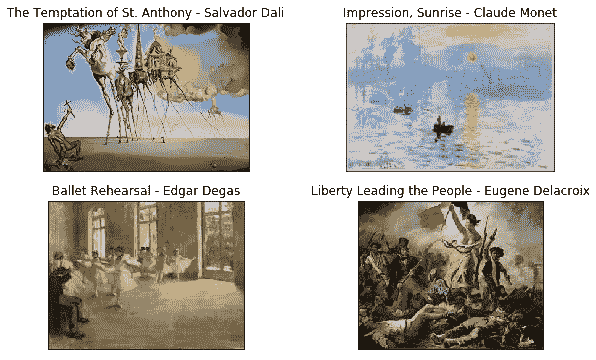 The Temptation of St. Anthony - Salvador Dali
Impression, Sunrise - Claude Monet
Ballet Rehearsal - Edgar Degas
Liberty Leading the People - Eugene Delacroix